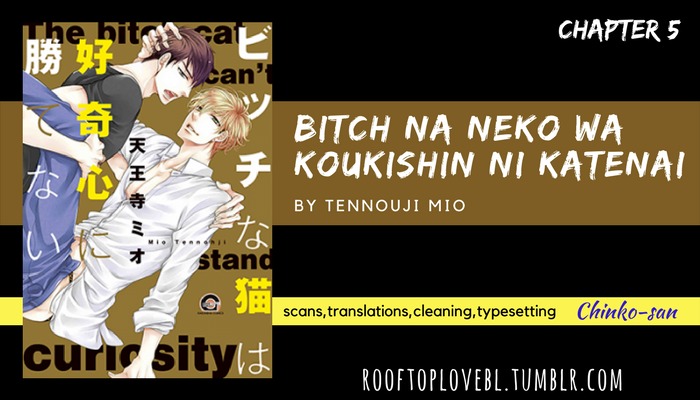 CHAPTER 5
The bitch cat
can't
stand
curiosity
ビッチな猫は
好奇心に
勝てない。
天王寺ミオ
Mio Tennohji
BITCH NA NEKO WA
KOUKISHIN NI KATENAI
BY TENNOUJI MIO
scans,translations,cleaning,typesetting
Chinko-san
ROOFTOPLOVEBL.TUMBLR.COM